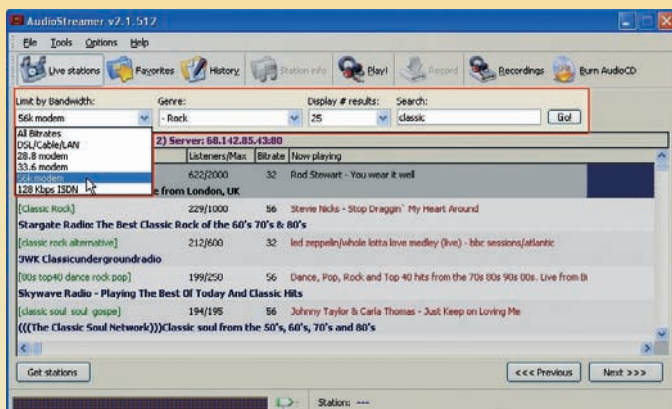 AudioStreamer v2.1.512
File Tools Options Help
Live stations Favorites History Station info Play! Record Recordings Burn AudioCD
Limit by Bandwidth: Genre: Display # results: Search:
56k modem - Rock 25 classic Go!
All Bitrates
DSL/Cable/LAN
28.8 modem
33.6 modem
56k modem
128 Kbps ISDN
2) Server: 68.142.85.43:80
Listeners/Max Bitrate Now playing
622/2000 32 Rod Stewart - You wear it well
e from London, UK
[Classic Rock] 229/1000 56 Stevie Nicks - Stop Draggin` My Heart Around
Stargate Radio: The Best Classic Rock of the 60's 70's & 80's
[classic rock alternative] 212/600 32 led zeppelin/whole lotta love medley (live) - bbc sessions/atlantic
3WK Classicundergroundradio
[00s top40 dance rock pop] 199/250 56 Dance, Pop, Rock and Top 40 hits from the 70s 80s 90s 00s. Live from Bi
Skywave Radio - Playing The Best Of Today And Classic Hits
[classic soul soul gospe] 194/195 56 Johnny Taylor & Carla Thomas - Just Keep on Loving Me
(((The Classic Soul Network)))Classic soul from the 50's, 60's, 70's and 80's
Get stations <<< Previous Next >>>
Station: ---